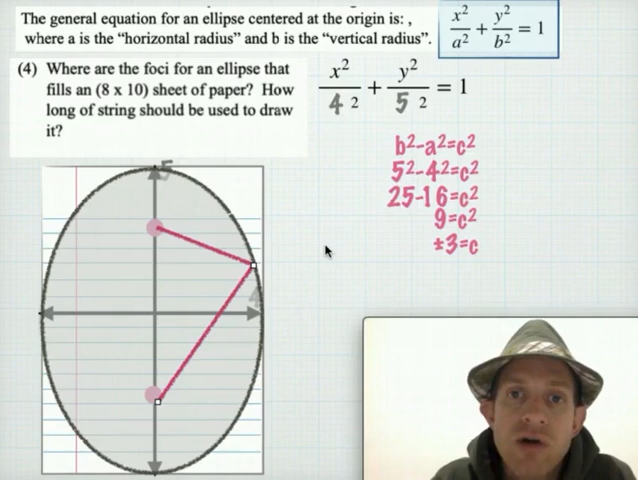 The general equation for an ellipse centered at the origin is: ,
where a is the “horizontal radius” and b is the “vertical radius”.
x²/a² + y²/b² = 1
(4) Where are the foci for an ellipse that
fills an (8 x 10) sheet of paper? How
long of string should be used to draw
it?
x²/4² + y²/5² = 1
b²-a²=c²
5²-4²=c²
25-16=c²
9=c²
±3=c
5
4